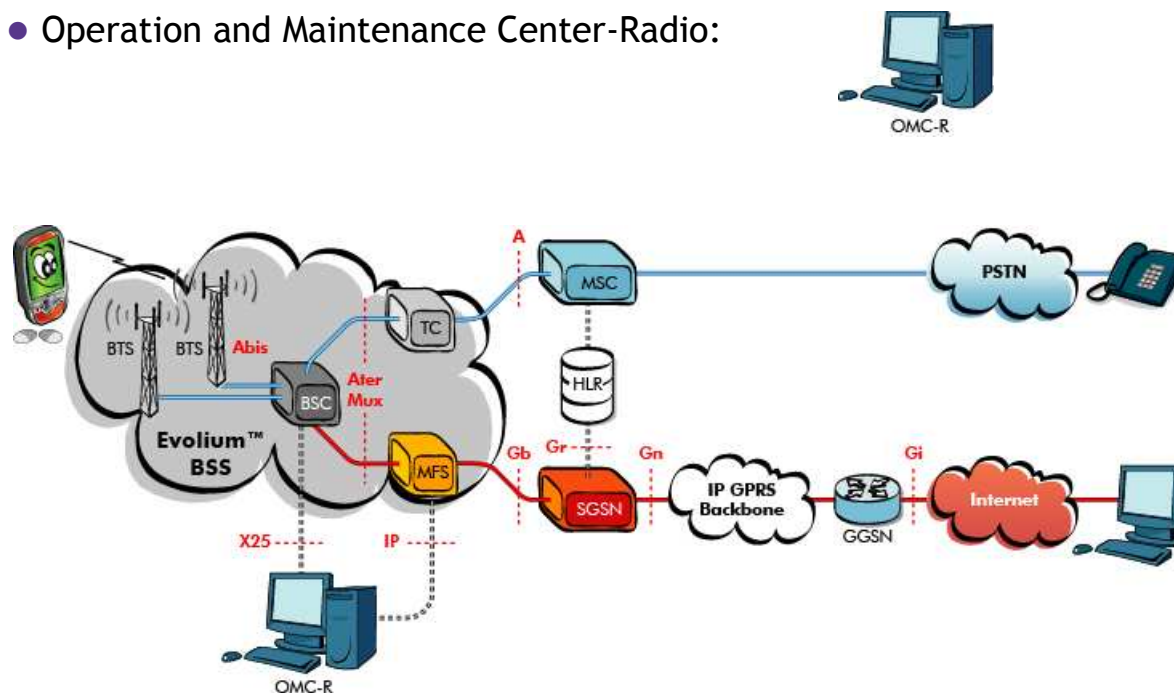 ● Operation and Maintenance Center-Radio:
OMC-R
A
MSC
PSTN
TC
BTS
BTS
Abis
HLR
Ater
Mux
BSC
Evolium™
BSS
MFS
Gb
Gr
Gn
SGSN
IP GPRS
Backbone
GGSN
Gi
Internet
X25
IP
OMC-R